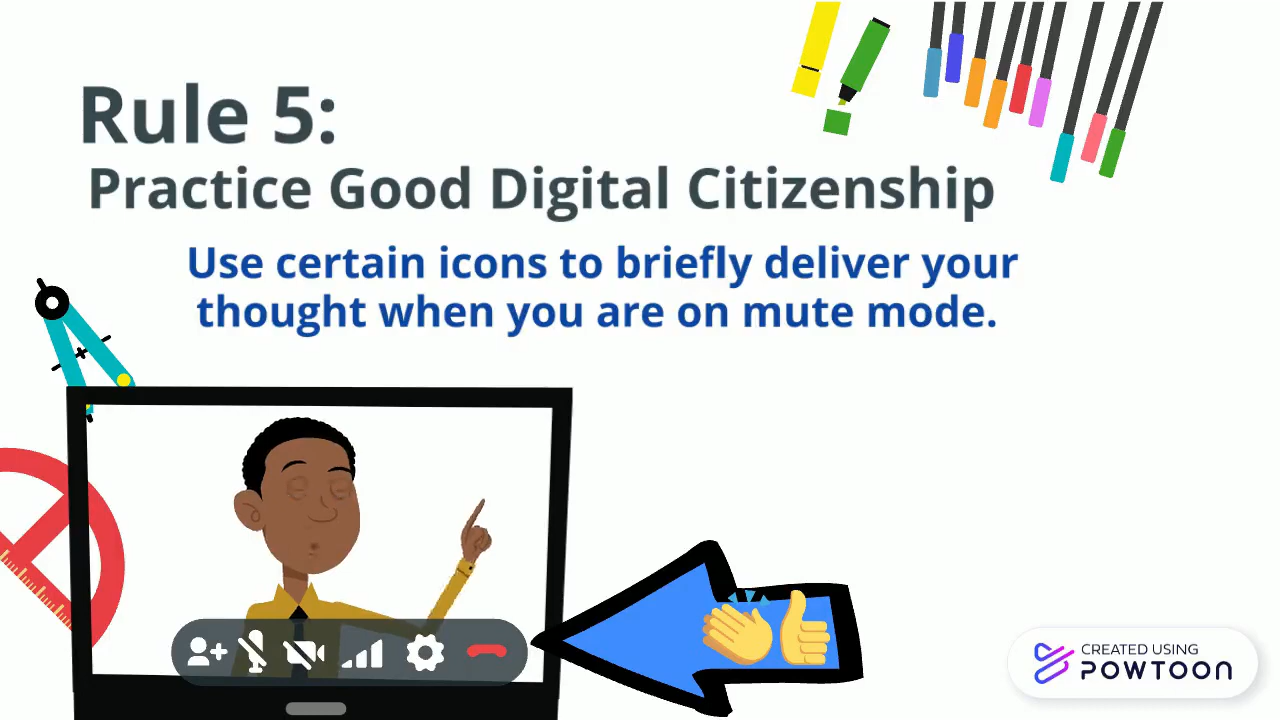 Rule 5:
Practice Good Digital Citizenship
Use certain icons to briefly deliver your
thought when you are on mute mode.
CREATED USING
POWTOON